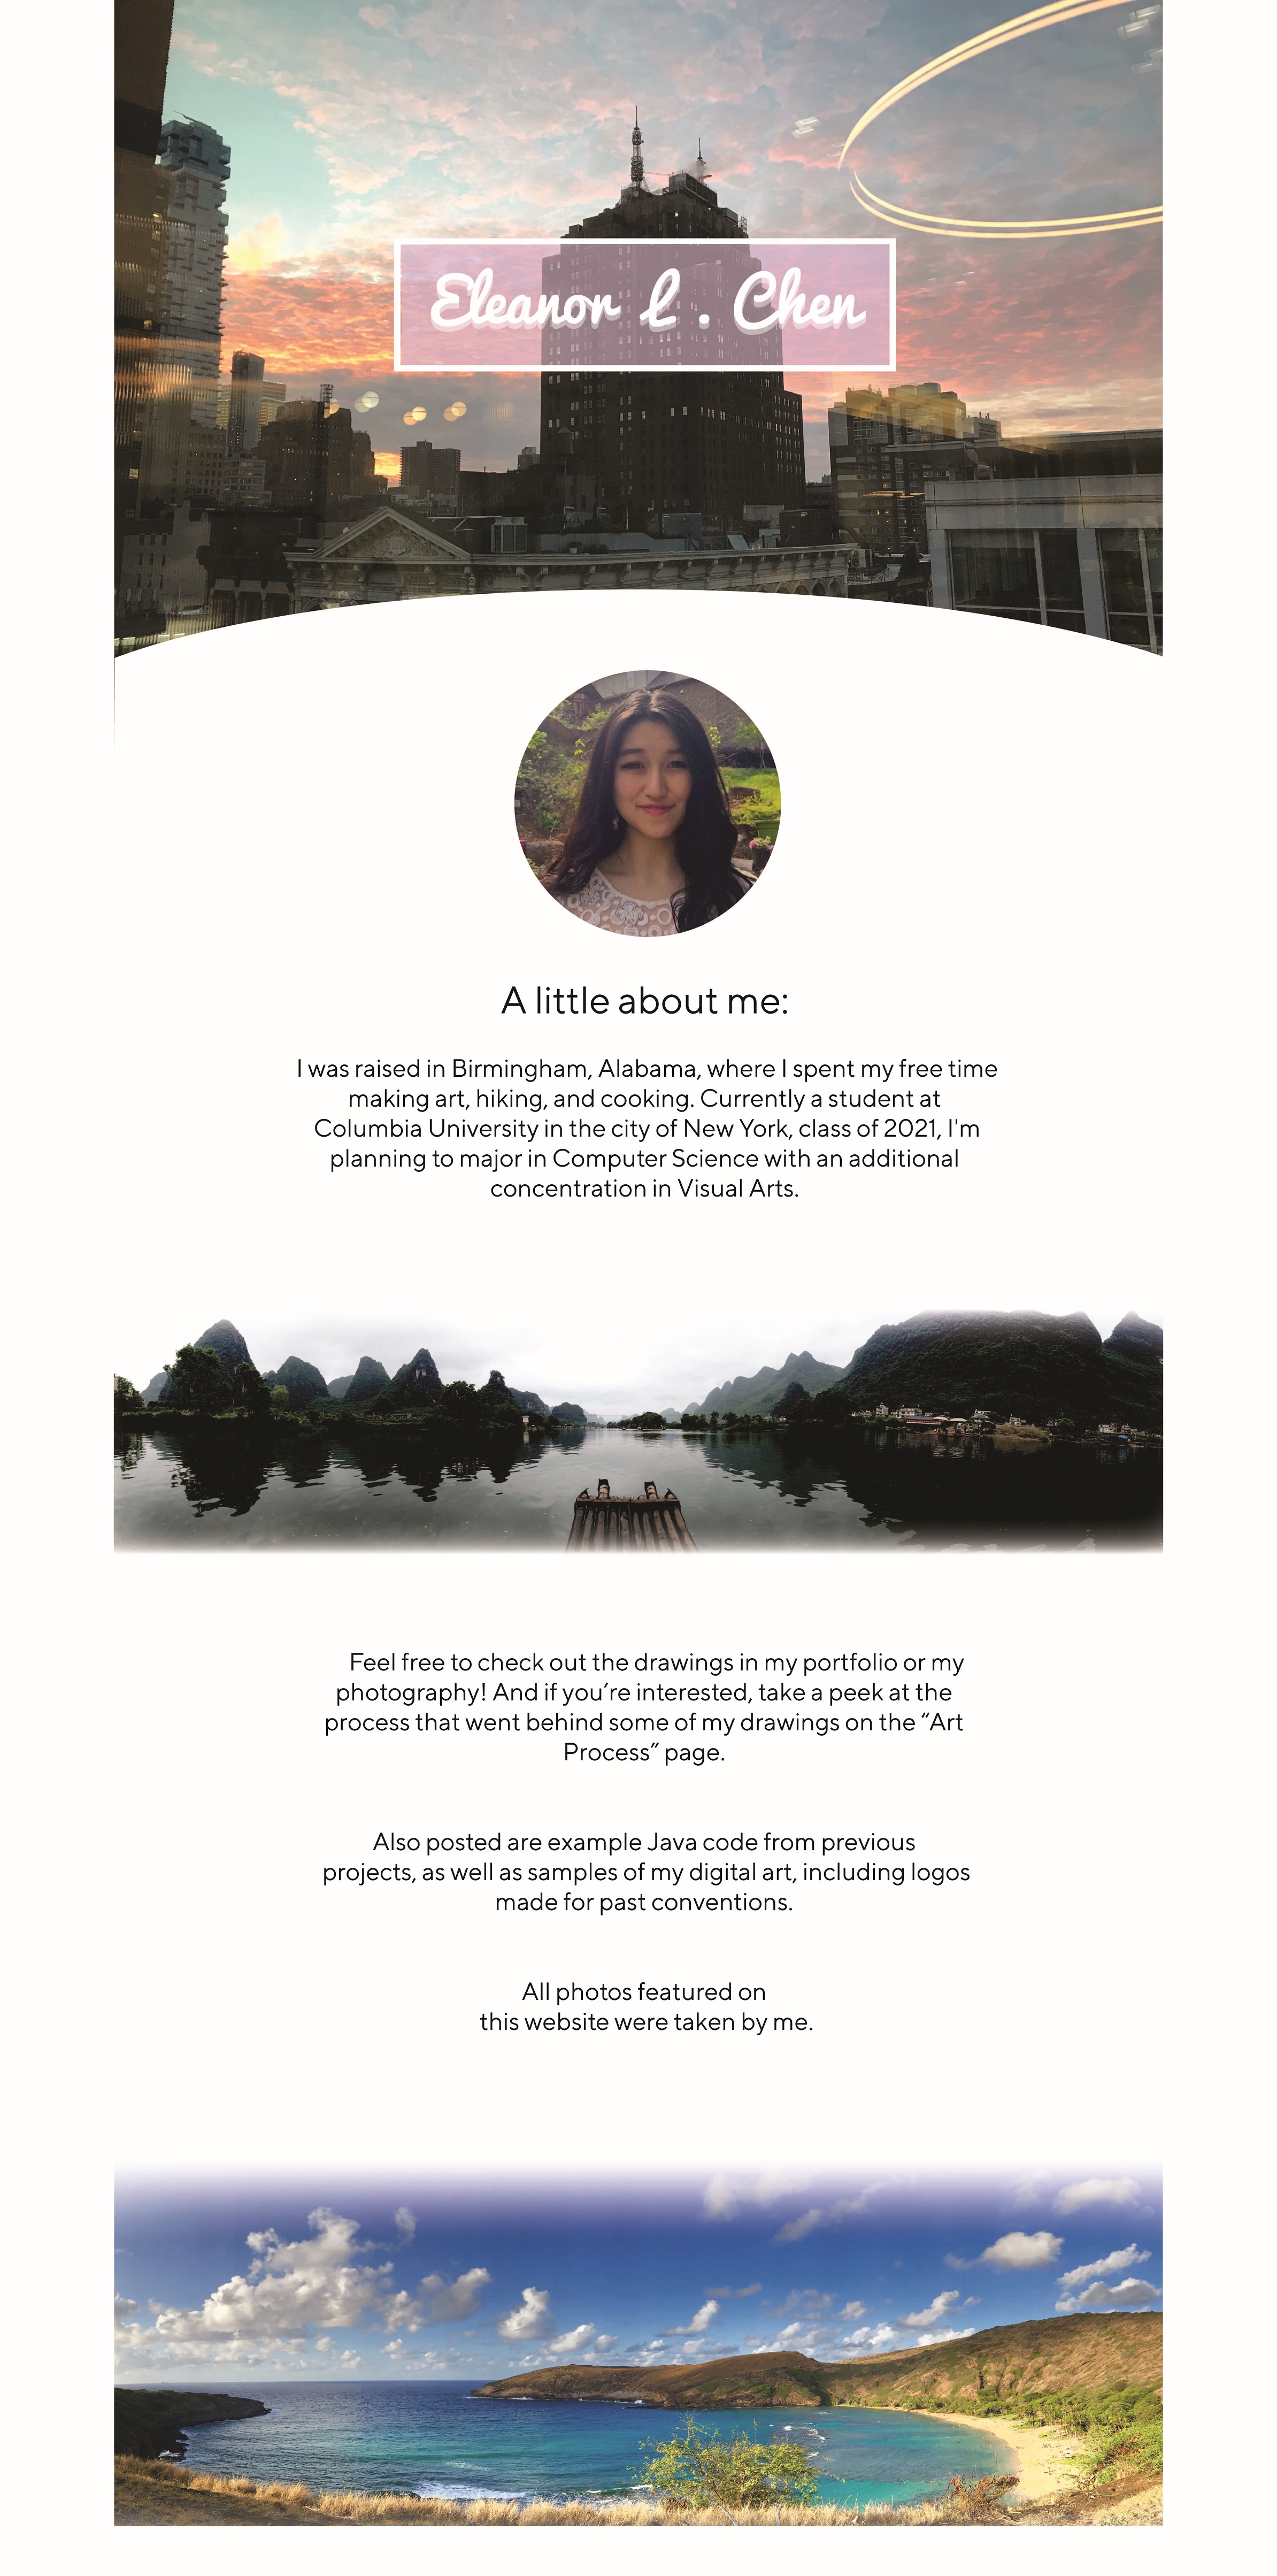 Eleanor L . Chen
A little about me:
I was raised in Birmingham, Alabama, where I spent my free time
making art, hiking, and cooking. Currently a student at
Columbia University in the city of New York, class of 2021, I'm
planning to major in Computer Science with an additional
concentration in Visual Arts.
Feel free to check out the drawings in my portfolio or my
photography! And if you’re interested, take a peek at the
process that went behind some of my drawings on the “Art
Process” page.
Also posted are example Java code from previous
projects, as well as samples of my digital art, including logos
made for past conventions.
All photos featured on
this website were taken by me.